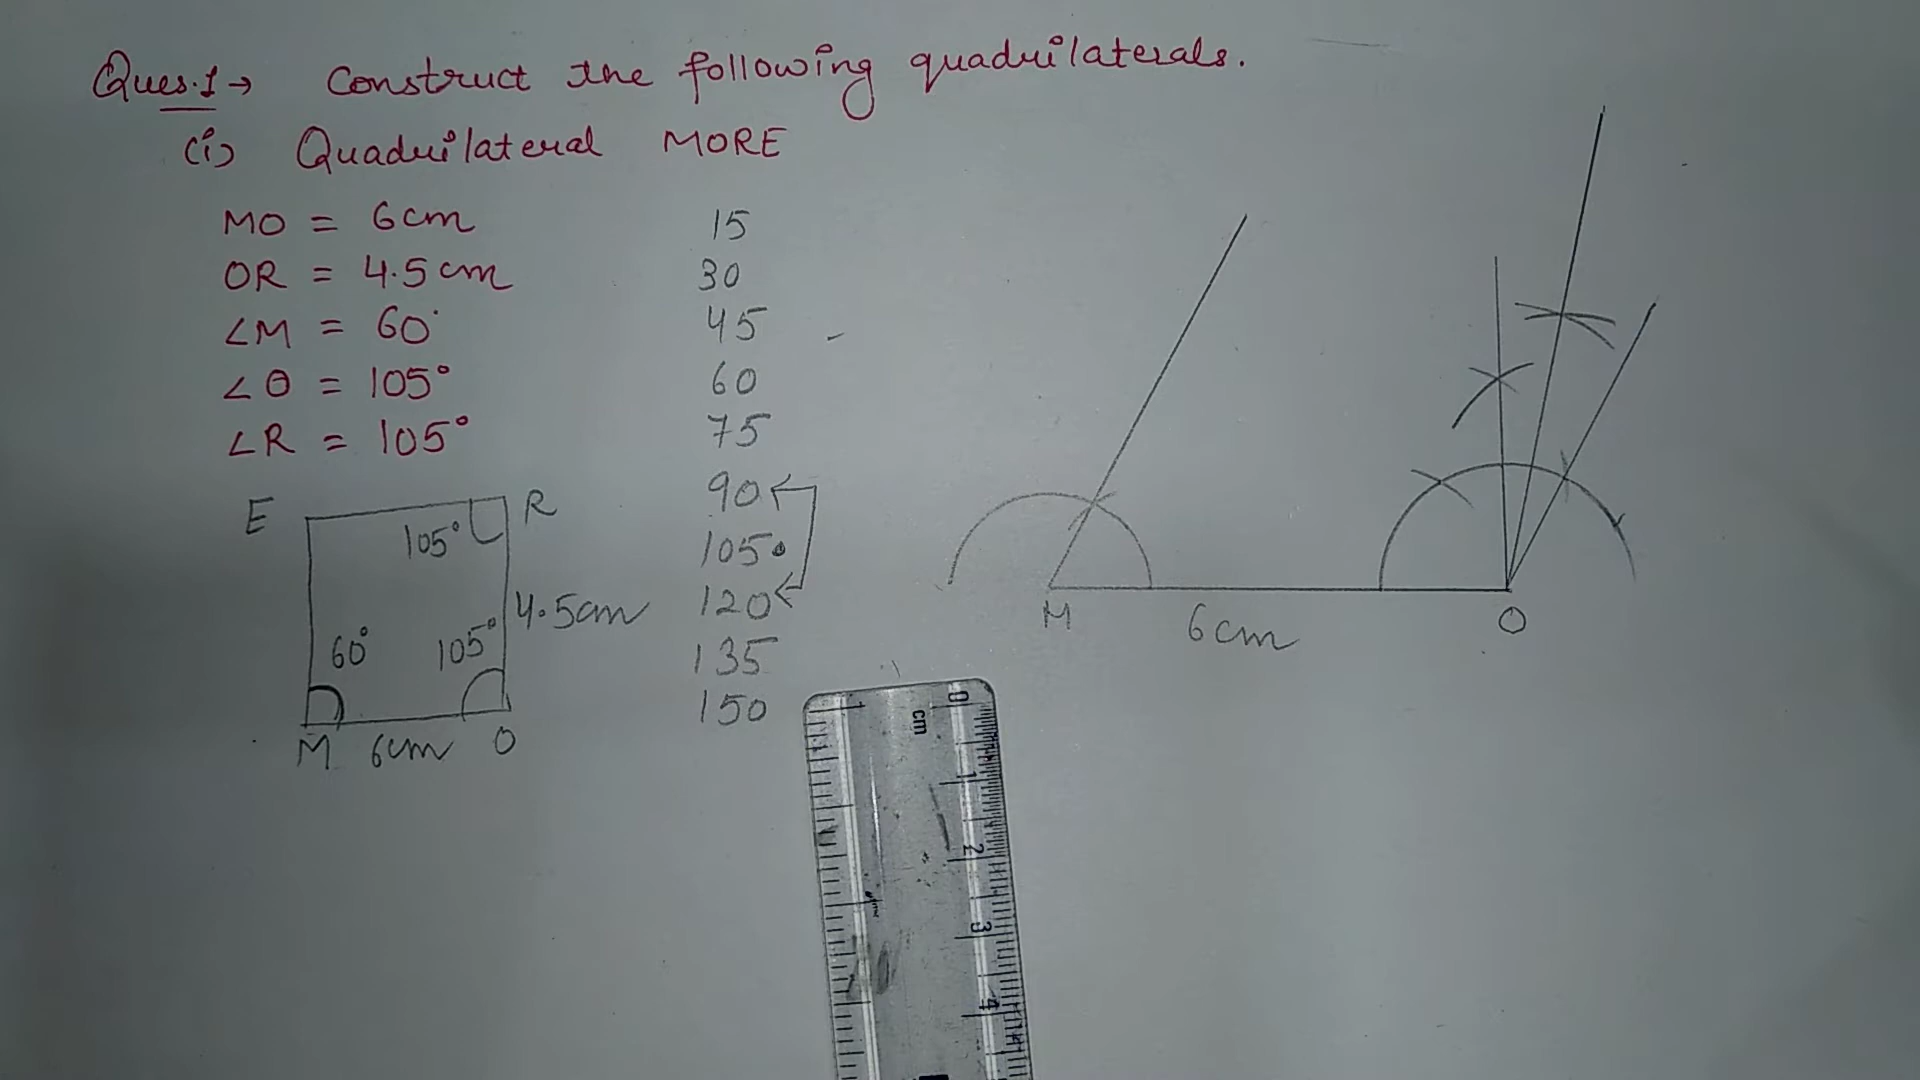 Ques.1→ Construct the following quadrilaterals.
(i) Quadrilateral MORE
MO = 6cm
OR = 4.5 cm
∠M = 60°
∠O = 105°
∠R = 105°
15
30
45
60
75
90
105
120
135
150
E R
105°
4.5cm
60° 105°
M 6cm O
M 6cm O
0
cm
1
2
3
4